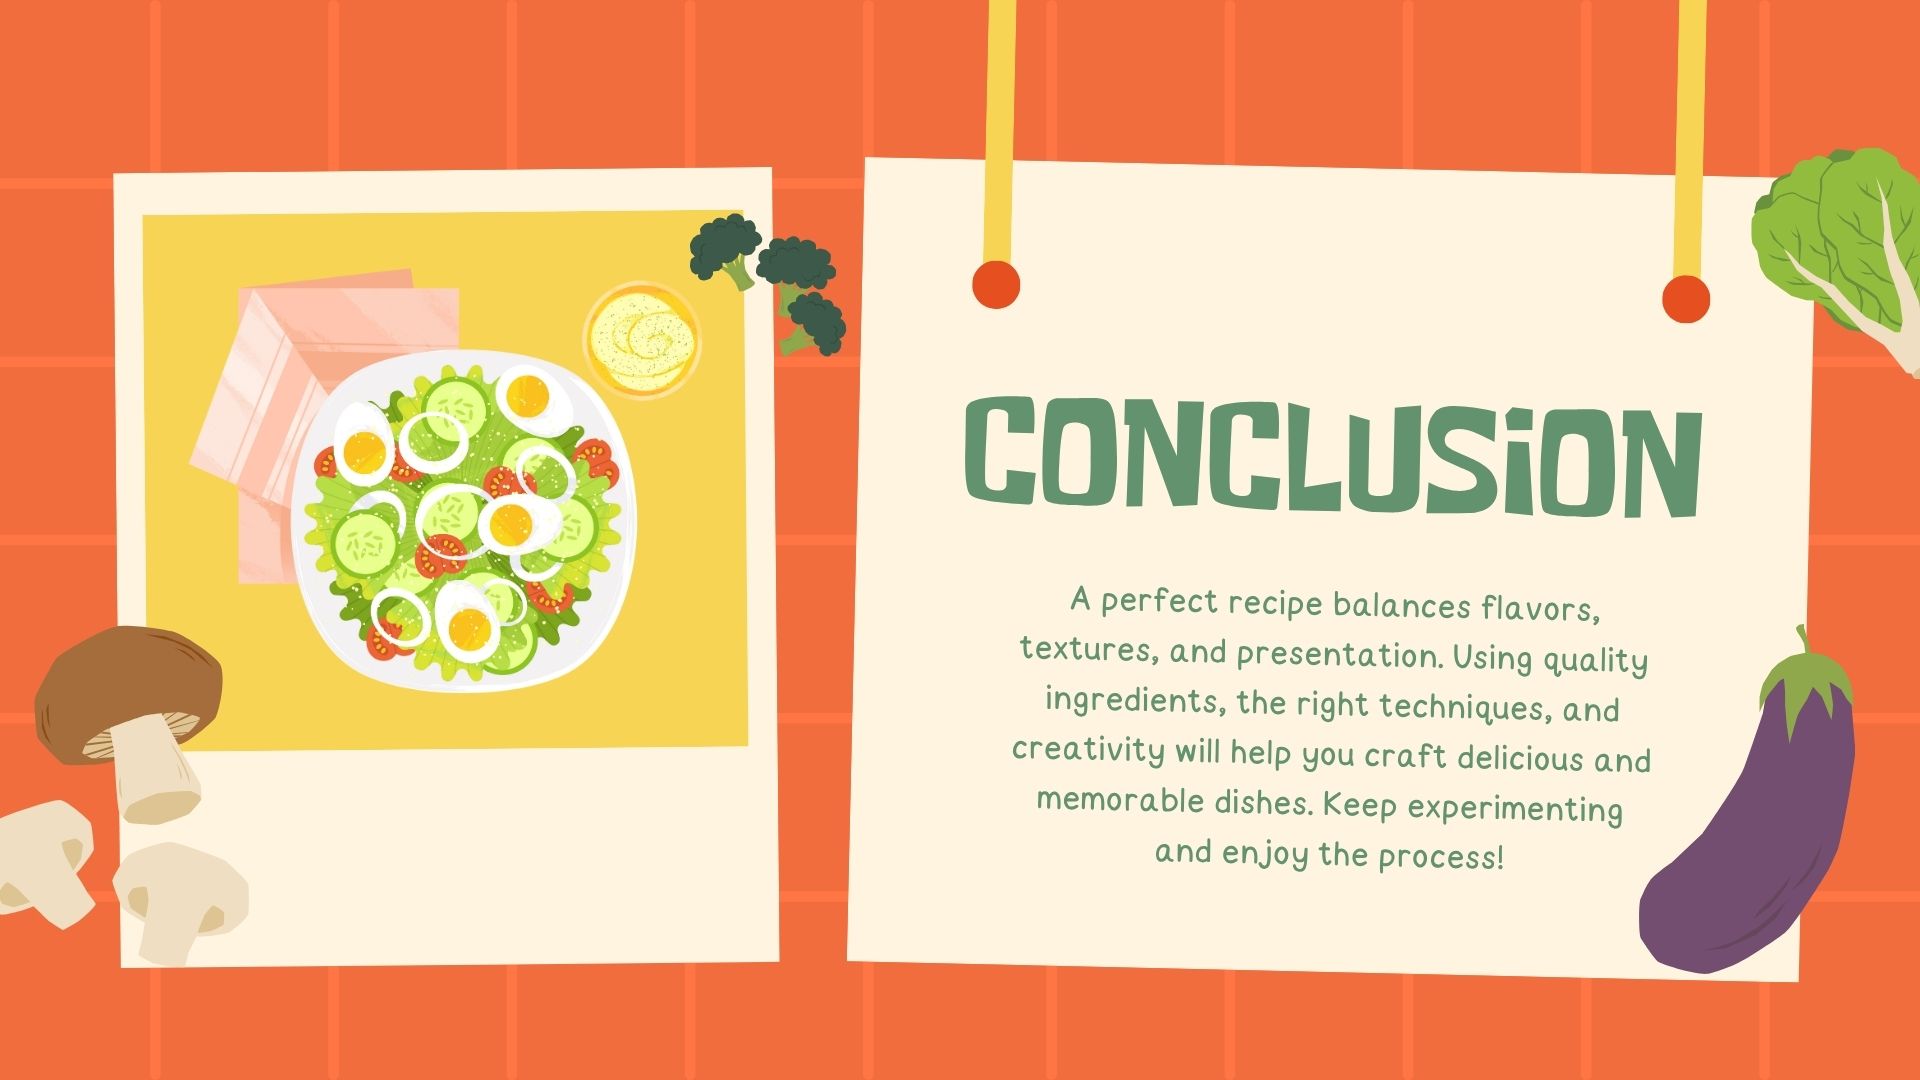 CONCLUSION
A perfect recipe balances flavors,
textures, and presentation. Using quality
ingredients, the right techniques, and
creativity will help you craft delicious and
memorable dishes. Keep experimenting
and enjoy the process!